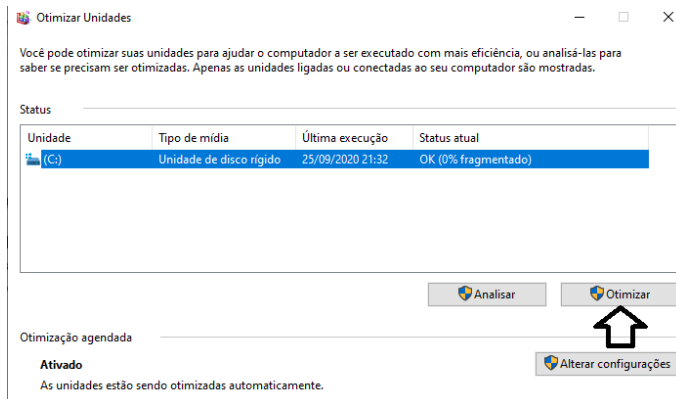 Otimizar Unidades
Você pode otimizar suas unidades para ajudar o computador a ser executado com mais eficiência, ou analisá-las para
saber se precisam ser otimizadas. Apenas as unidades ligadas ou conectadas ao seu computador são mostradas.
Status
Unidade Tipo de mídia Última execução Status atual
(C:) Unidade de disco rígido 25/09/2020 21:32 OK (0% fragmentado)
Analisar Otimizar
Otimização agendada
Ativado Alterar configurações
As unidades estão sendo otimizadas automaticamente.